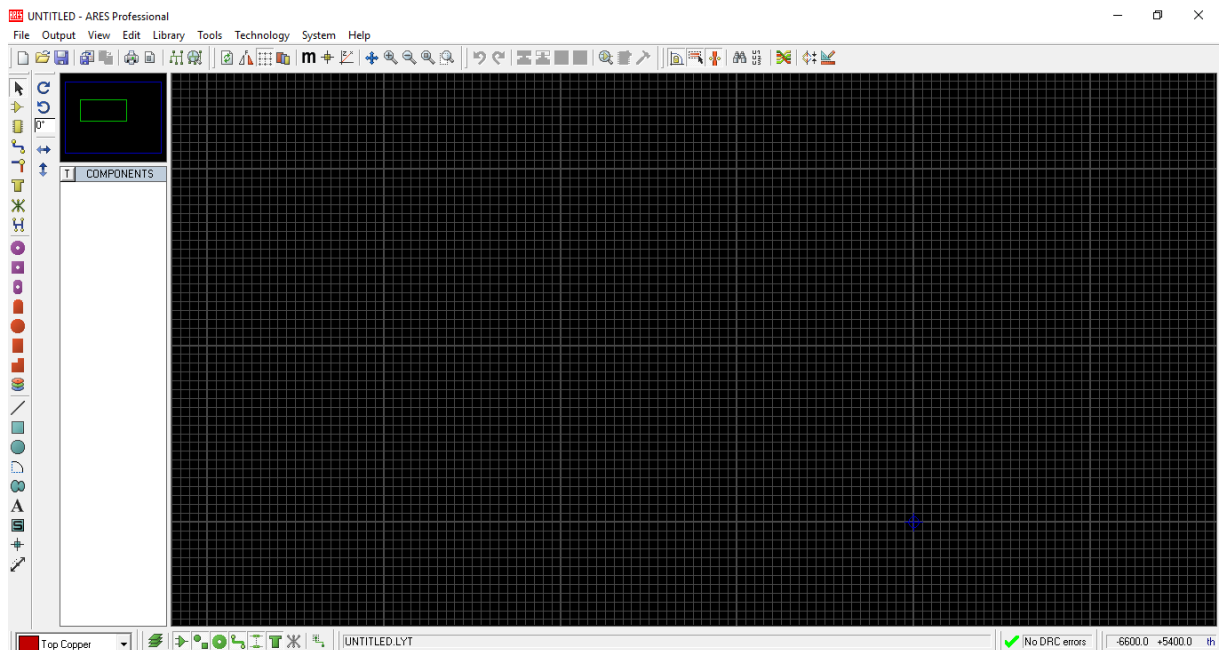 UNTITLED - ARES Professional
File Output View Edit Library Tools Technology System Help
m
0°
T COMPONENTS
A
S
Top Copper
UNTITLED.LYT
No DRC errors
-6600.0 +5400.0 th